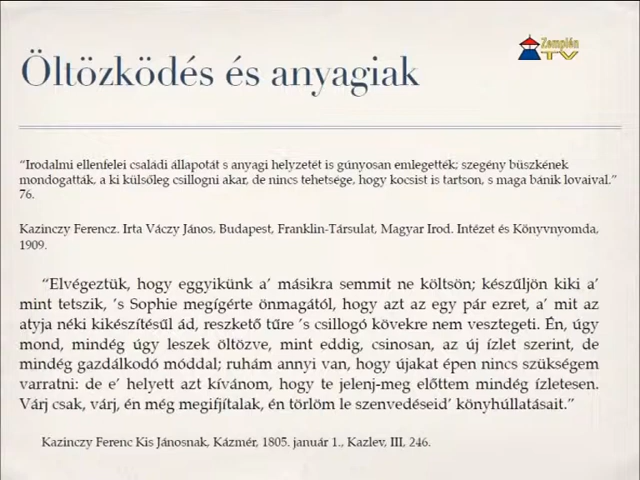 Zemplén
TV
Öltözködés és anyagiak
“Irodalmi ellenfelei családi állapotát s anyagi helyzetét is gúnyosan emlegették; szegény büszkének
mondogatták, a ki külsőleg csillogni akar, de nincs tehetsége, hogy kocsist is tartson, s maga bánik lovaival.”
76.
Kazinczy Ferencz. Irta Váczy János, Budapest, Franklin-Társulat, Magyar Irod. Intézet és Könyvnyomda,
1909.
“Elvégeztük, hogy eggyikünk a’ másikra semmit ne költsön; készűljön kiki a’
mint tetszik, ’s Sophie megígérte önmagától, hogy azt az egy pár ezret, a’ mit az
atyja néki kikészítésűl ád, reszkető tűre ’s csillogó kövekre nem vesztegeti. Én, úgy
mond, mindég úgy leszek öltözve, mint eddig, csinosan, az új ízlet szerint, de
mindég gazdálkodó móddal; ruhám annyi van, hogy újakat épen nincs szükségem
varratni: de e’ helyett azt kívánom, hogy te jelenj-meg előttem mindég ízletesen.
Várj csak, várj, én még megifjítalak, én törlöm le szenvedéseid’ könyhúllatásait.”
Kazinczy Ferenc Kis Jánosnak, Kázmér, 1805. január 1., Kazlev, III, 246.